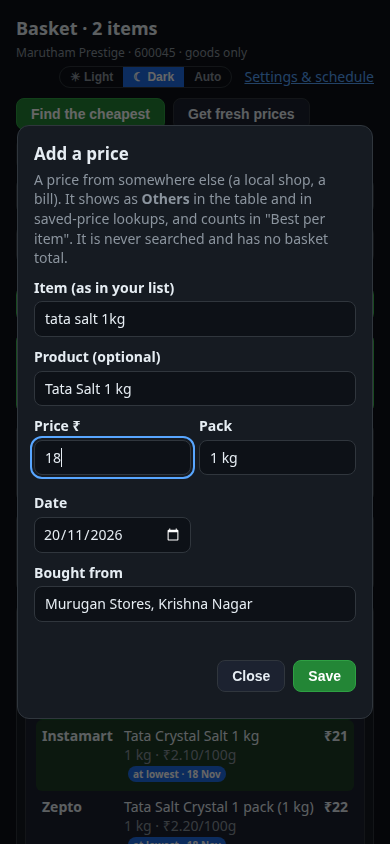 Basket · 2 items
Marutham Prestige · 600045 · goods only
☀ Light ☾ Dark Auto Settings & schedule
Find the cheapest Get fresh prices
Add a price
A price from somewhere else (a local shop, a
bill). It shows as Others in the table and in
saved-price lookups, and counts in "Best per
item". It is never searched and has no basket
total.
Item (as in your list)
tata salt 1kg
Product (optional)
Tata Salt 1 kg
Price ₹ Pack
18 1 kg
Date
20/11/2026
Bought from
Murugan Stores, Krishna Nagar
Close Save
Instamart Tata Crystal Salt 1 kg ₹21
1 kg · ₹2.10/100g
at lowest · 18 Nov
Zepto Tata Salt Crystal 1 pack (1 kg) ₹22
1 kg · ₹2.20/100g
at lowest · 18 Nov